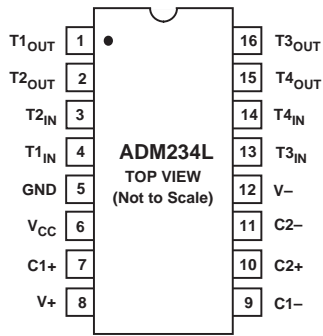 T1OUT 1 16 T3OUT
T2OUT 2 15 T4OUT
T2IN 3 14 T4IN
T1IN 4 13 T3IN
ADM234L
TOP VIEW
(Not to Scale)
GND 5 12 V–
VCC 6 11 C2–
C1+ 7 10 C2+
V+ 8 9 C1–